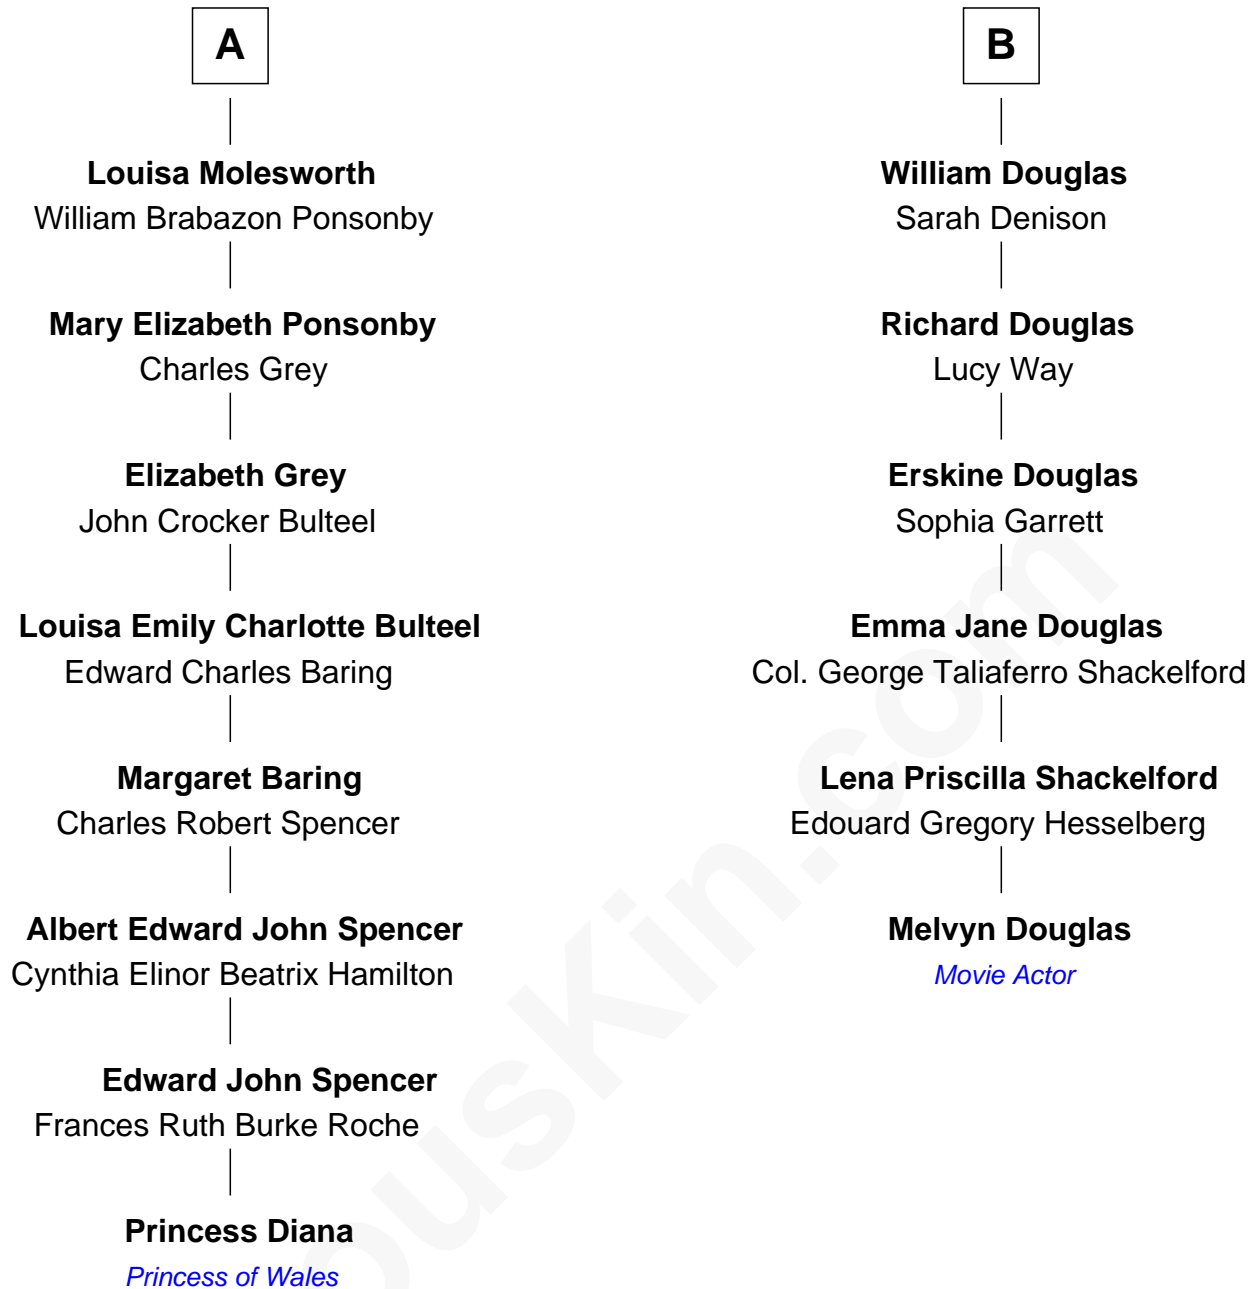 A
Louisa Molesworth
William Brabazon Ponsonby
Mary Elizabeth Ponsonby
Charles Grey
Elizabeth Grey
John Crocker Bulteel
Louisa Emily Charlotte Bulteel
Edward Charles Baring
Margaret Baring
Charles Robert Spencer
Albert Edward John Spencer
Cynthia Elinor Beatrix Hamilton
Edward John Spencer
Frances Ruth Burke Roche
Princess Diana
Princess of Wales
B
William Douglas
Sarah Denison
Richard Douglas
Lucy Way
Erskine Douglas
Sophia Garrett
Emma Jane Douglas
Col. George Taliaferro Shackelford
Lena Priscilla Shackelford
Edouard Gregory Hesselberg
Melvyn Douglas
Movie Actor
ousKin.com